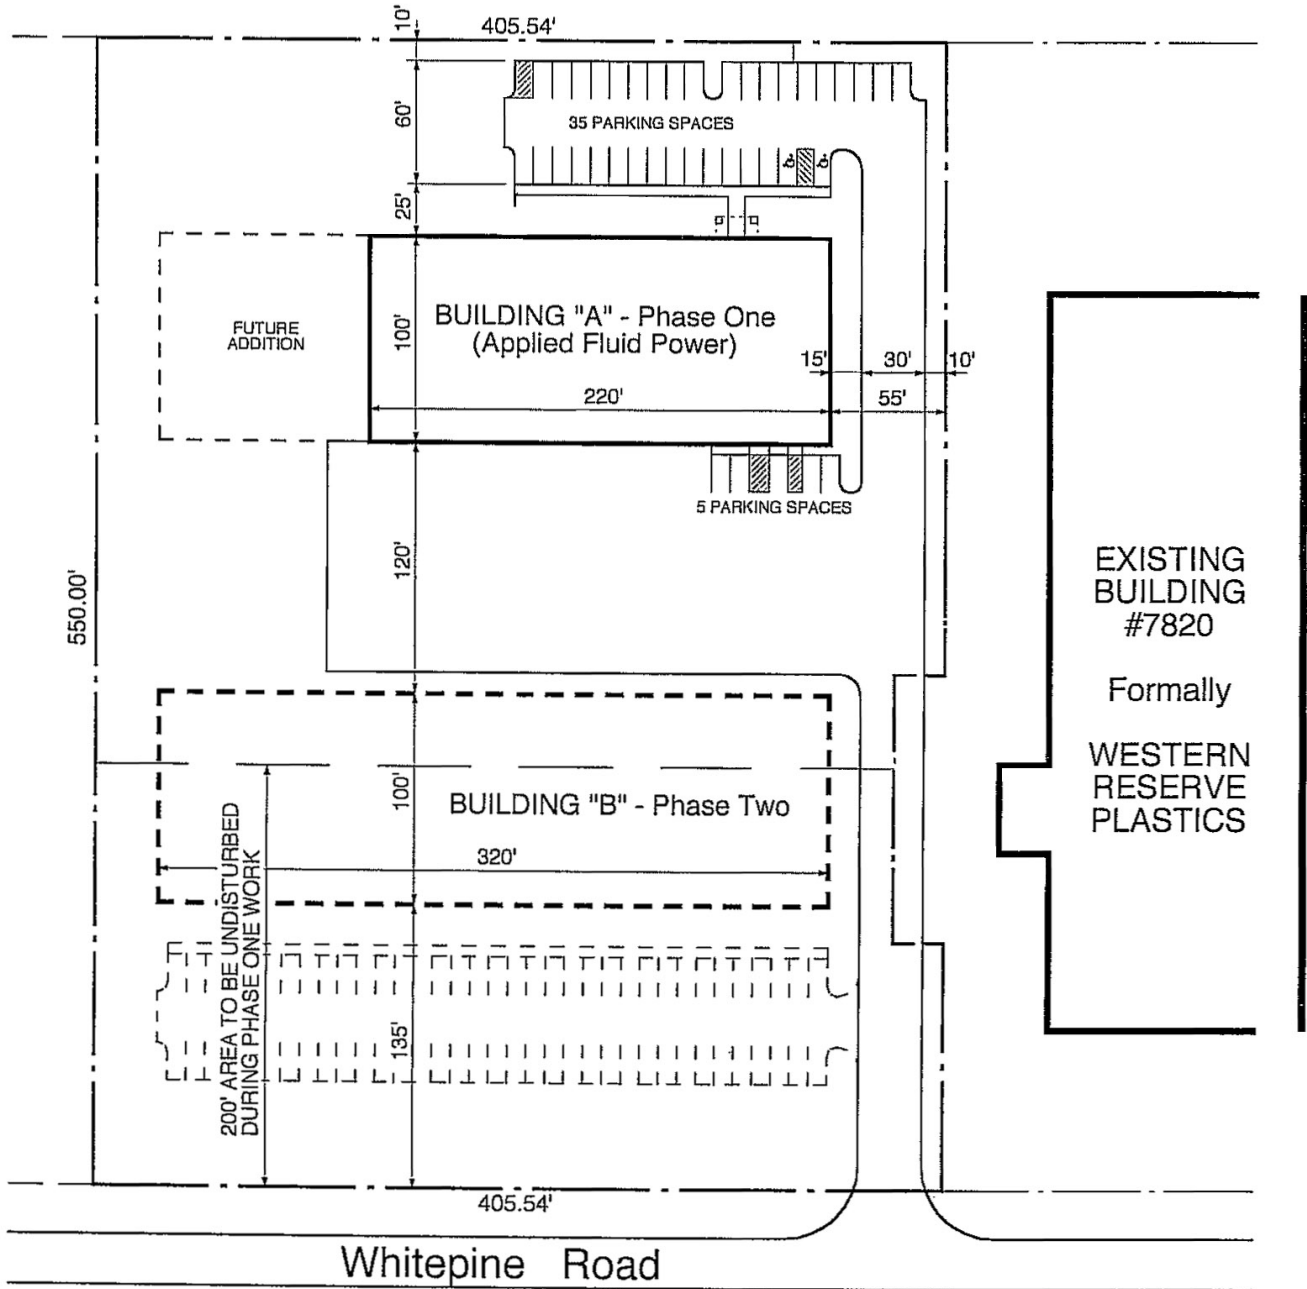 10'
405.54'
60'
35 PARKING SPACES
25'
FUTURE
ADDITION
BUILDING "A" - Phase One
(Applied Fluid Power)
100'
15'
30'
10'
220'
55'
5 PARKING SPACES
120'
550.00'
EXISTING
BUILDING
#7820
Formally
WESTERN
RESERVE
PLASTICS
BUILDING "B" - Phase Two
100'
320'
200' AREA TO BE UNDISTURBED
DURING PHASE ONE WORK
135'
405.54'
Whitepine Road